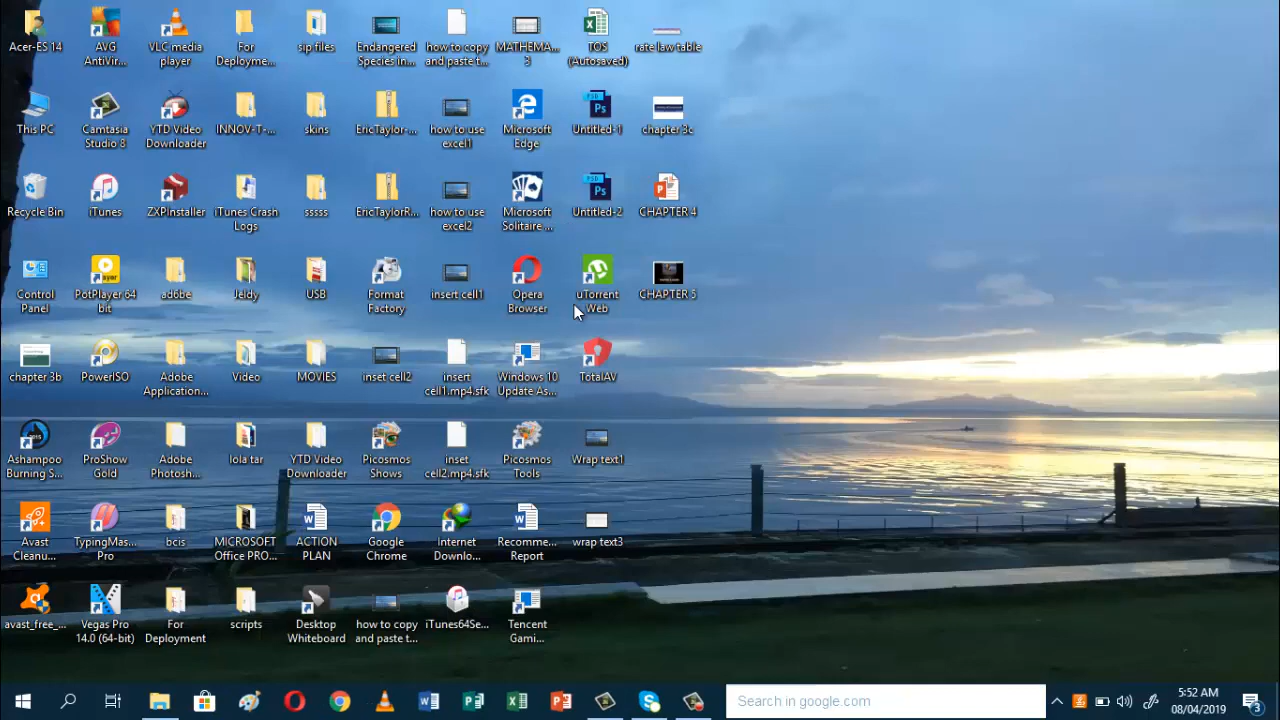 Acer-ES 14
AVG
AntiVir...
VLC media
player
For
Deployme...
sip files
Endangered
Species in...
how to copy
and paste t...
MATHEMA...
3
TOS
(Autosaved)
rate law table
This PC
Camtasia
Studio 8
YTD Video
Downloader
INNOV-T-...
skins
EricTaylor-...
how to use
excel1
Microsoft
Edge
Untitled-1
chapter 3c
Recycle Bin
iTunes
ZXPInstaller
iTunes Crash
Logs
sssss
EricTaylorR...
how to use
excel2
Microsoft
Solitaire ...
Untitled-2
CHAPTER 4
Control
Panel
PotPlayer 64
bit
adobe
Jeldy
USB
Format
Factory
insert cell1
Opera
Browser
uTorrent
Web
CHAPTER 5
chapter 3b
PowerISO
Adobe
Application...
Video
MOVIES
inset cell2
insert
cell1.mp4.sfk
Windows 10
Update As...
TotalAV
Ashampoo
Burning S...
ProShow
Gold
Adobe
Photosh...
lola tar
YTD Video
Downloader
Picosmos
Shows
inset
cell2.mp4.sfk
Picosmos
Tools
Wrap text1
Avast
Cleanu...
TypingMas...
Pro
bcis
MICROSOFT
Office PRO...
ACTION
PLAN
Google
Chrome
Internet
Downlo...
Recomme...
Report
wrap text3
avast_free_...
Vegas Pro
14.0 (64-bit)
For
Deployment
scripts
Desktop
Whiteboard
how to copy
and paste t...
iTunes64Se...
Tencent
Gami...
Search in google.com
5:52 AM
08/04/2019
3